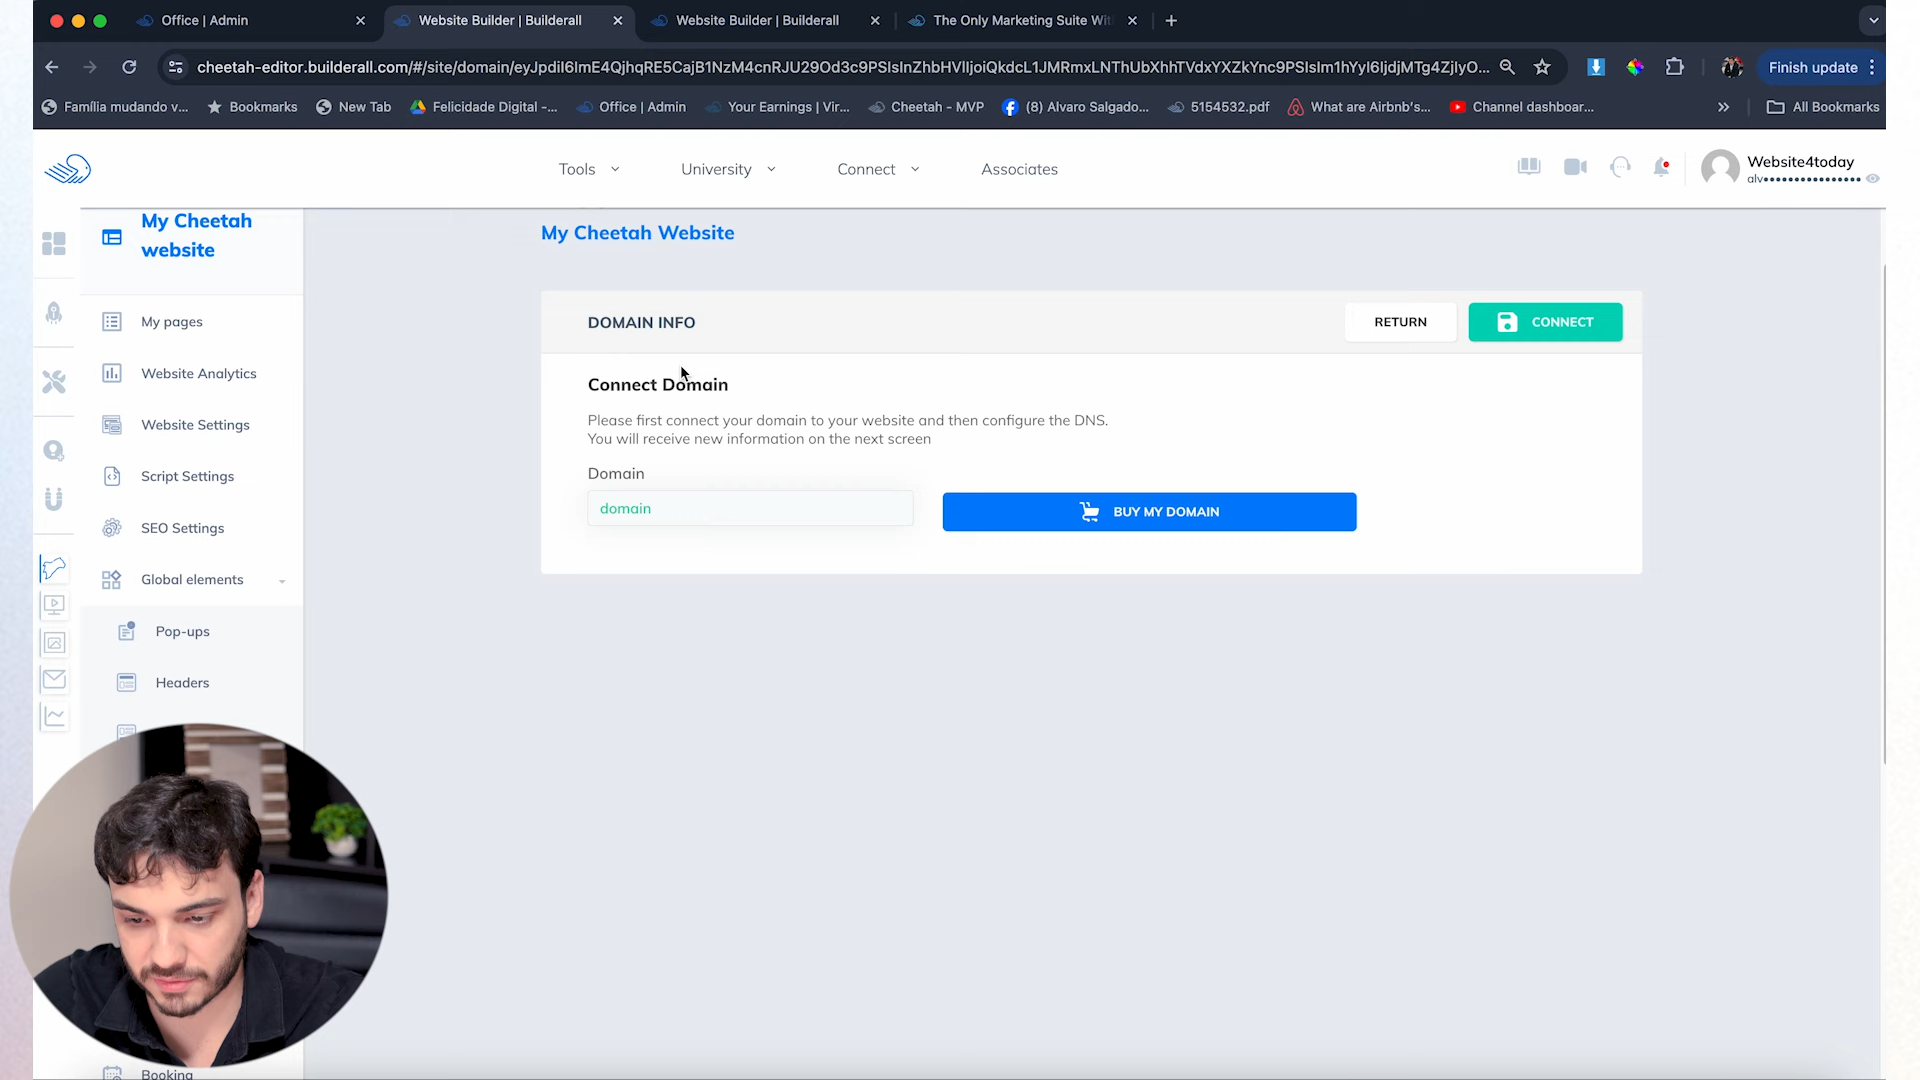 Office | Admin
Website Builder | Builderall
Website Builder | Builderall
The Only Marketing Suite Wit
cheetah-editor.builderall.com/#/site/domain/
Finish update
Família mudando v...
Bookmarks
New Tab
Felicidade Digital -...
Office | Admin
Your Earnings | Vir...
Cheetah - MVP
(8) Alvaro Salgado...
5154532.pdf
What are Airbnb's...
Channel dashboar...
All Bookmarks
Tools
University
Connect
Associates
Website4today
alv••••••••••••••••
My Cheetah
website
My pages
Website Analytics
Website Settings
Script Settings
SEO Settings
Global elements
Pop-ups
Headers
Booking
My Cheetah Website
DOMAIN INFO
RETURN
CONNECT
Connect Domain
Please first connect your domain to your website and then configure the DNS.
You will receive new information on the next screen
Domain
domain
BUY MY DOMAIN